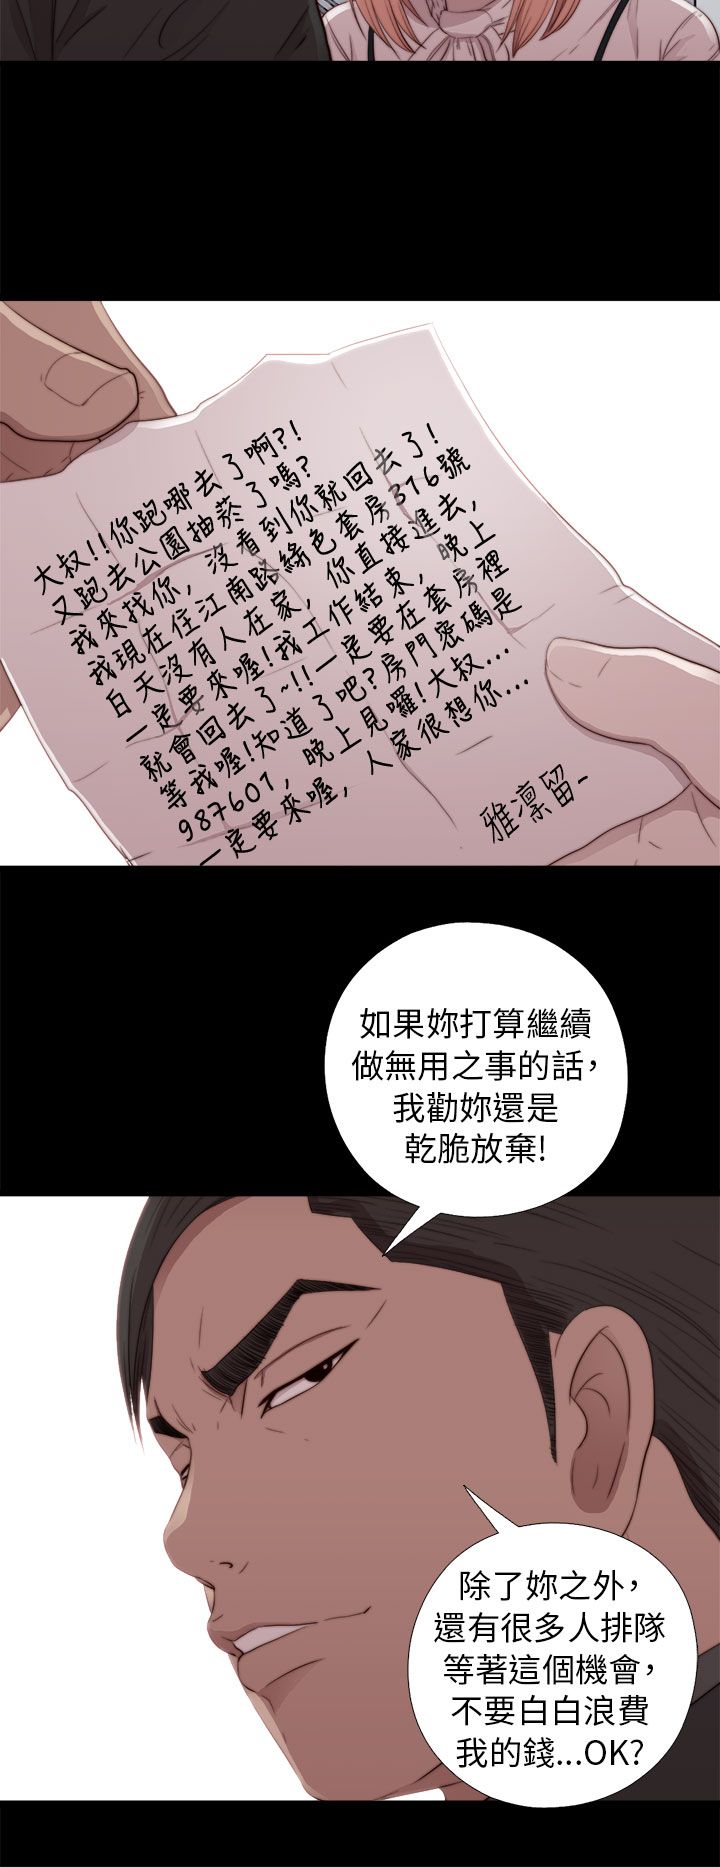 大叔!!你跑哪去了啊?!
又跑去公園抽菸了嗎?
我來找你，沒看到你就回去了!
我現在住江南路綠色套房316號
白天沒有人在家，你直接進去，
一定要來喔!我工作結束，晚上
就會回去了~!!一定要在套房裡
等我喔!知道了吧?房門密碼是
987601，晚上見囉!大叔...
一定要來喔，人家很想你...
雅凛留-
如果妳打算繼續
做無用之事的話，
我勸妳還是
乾脆放棄!
除了妳之外，
還有很多人排隊
等著這個機會，
不要白白浪費
我的錢...OK?